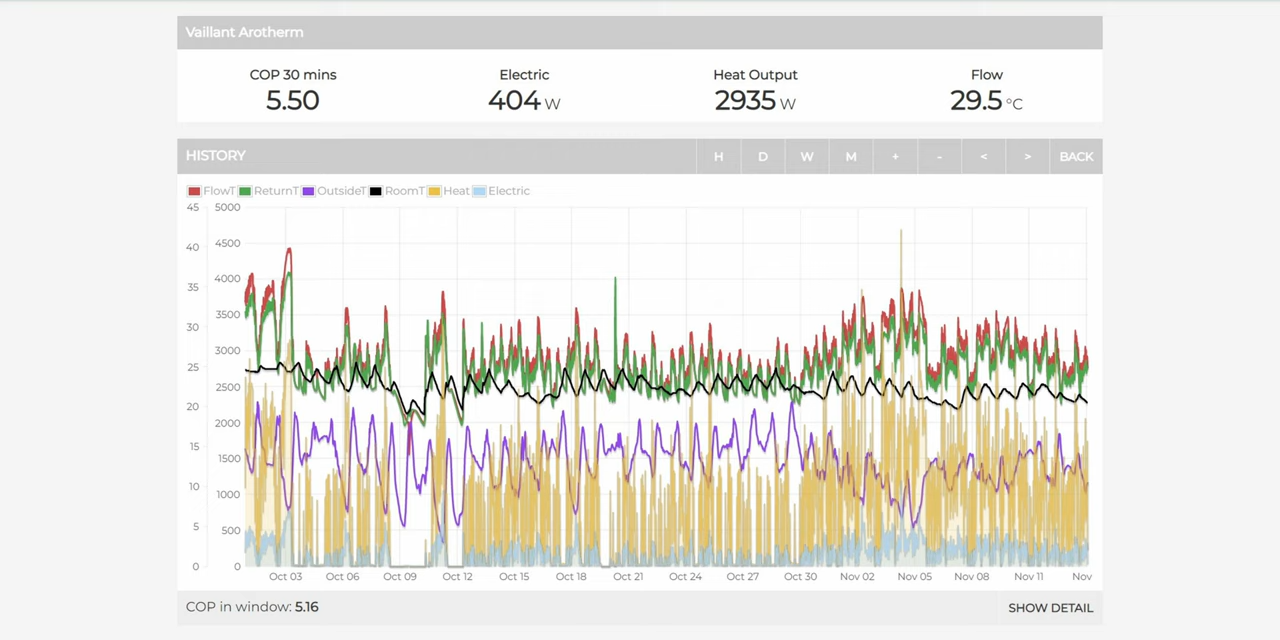 Vaillant Arotherm
COP 30 mins Electric Heat Output Flow
5.50 404 W 2935 W 29.5 °C
HISTORY H D W M + - < > BACK
FlowT ReturnT OutsideT RoomT Heat Electric
45 5000
40 4500
35 4000
30 3500
25 3000
20 2500
15 2000
10 1500
5 1000
0 500
0
Oct 03 Oct 06 Oct 09 Oct 12 Oct 15 Oct 18 Oct 21 Oct 24 Oct 27 Oct 30 Nov 02 Nov 05 Nov 08 Nov 11 Nov
COP in window: 5.16 SHOW DETAIL